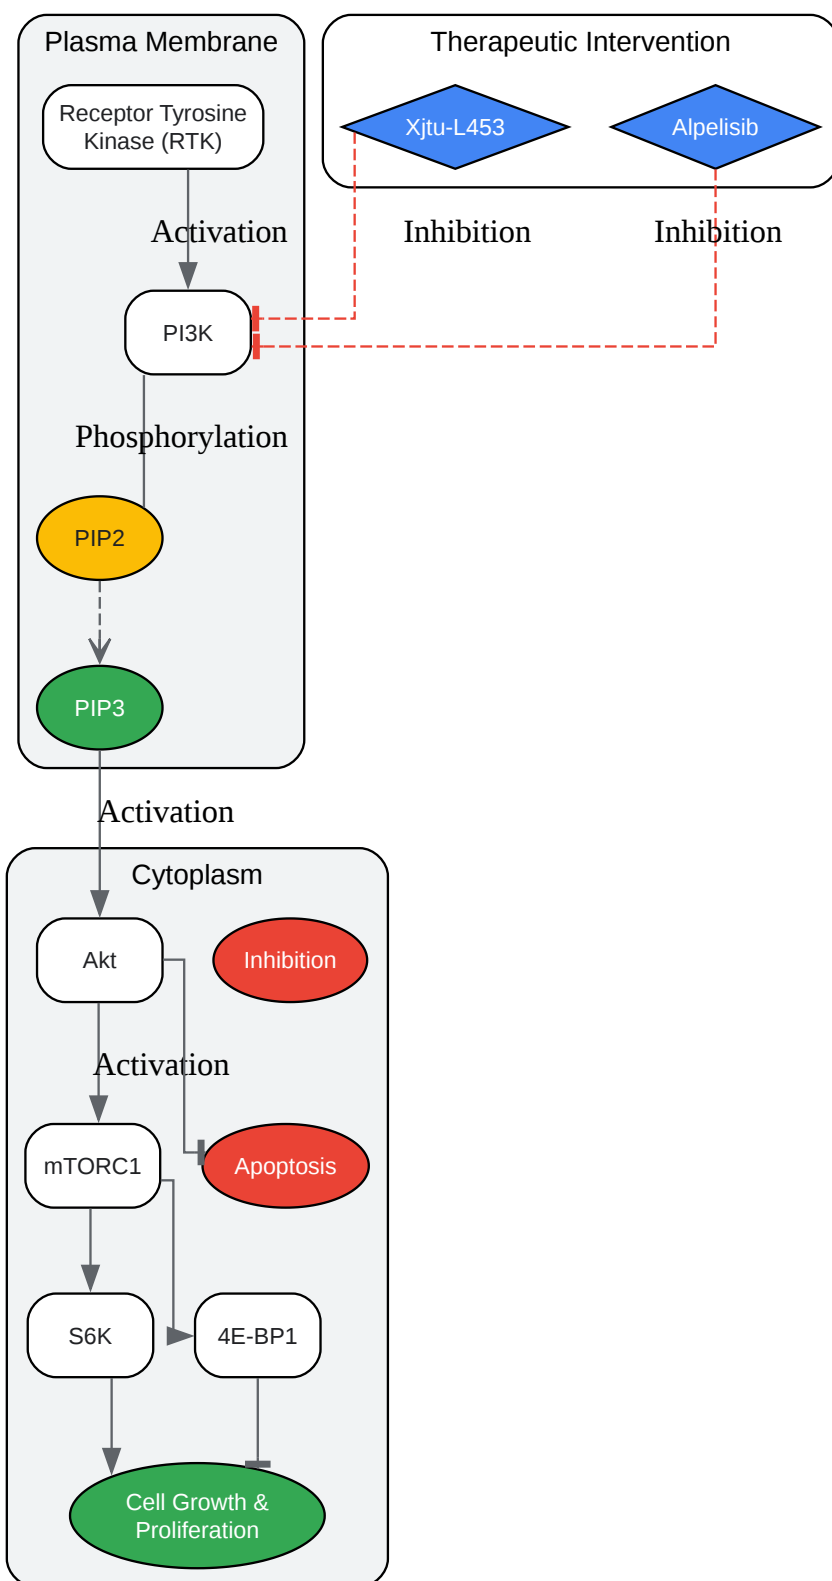 Plasma Membrane
Therapeutic Intervention
Receptor Tyrosine
Kinase (RTK)
Xjtu-L453
Alpelisib
Activation
Inhibition
Inhibition
PI3K
Phosphorylation
PIP2
PIP3
Activation
Cytoplasm
Akt
Inhibition
Activation
mTORC1
Apoptosis
S6K
4E-BP1
Cell Growth &
Proliferation